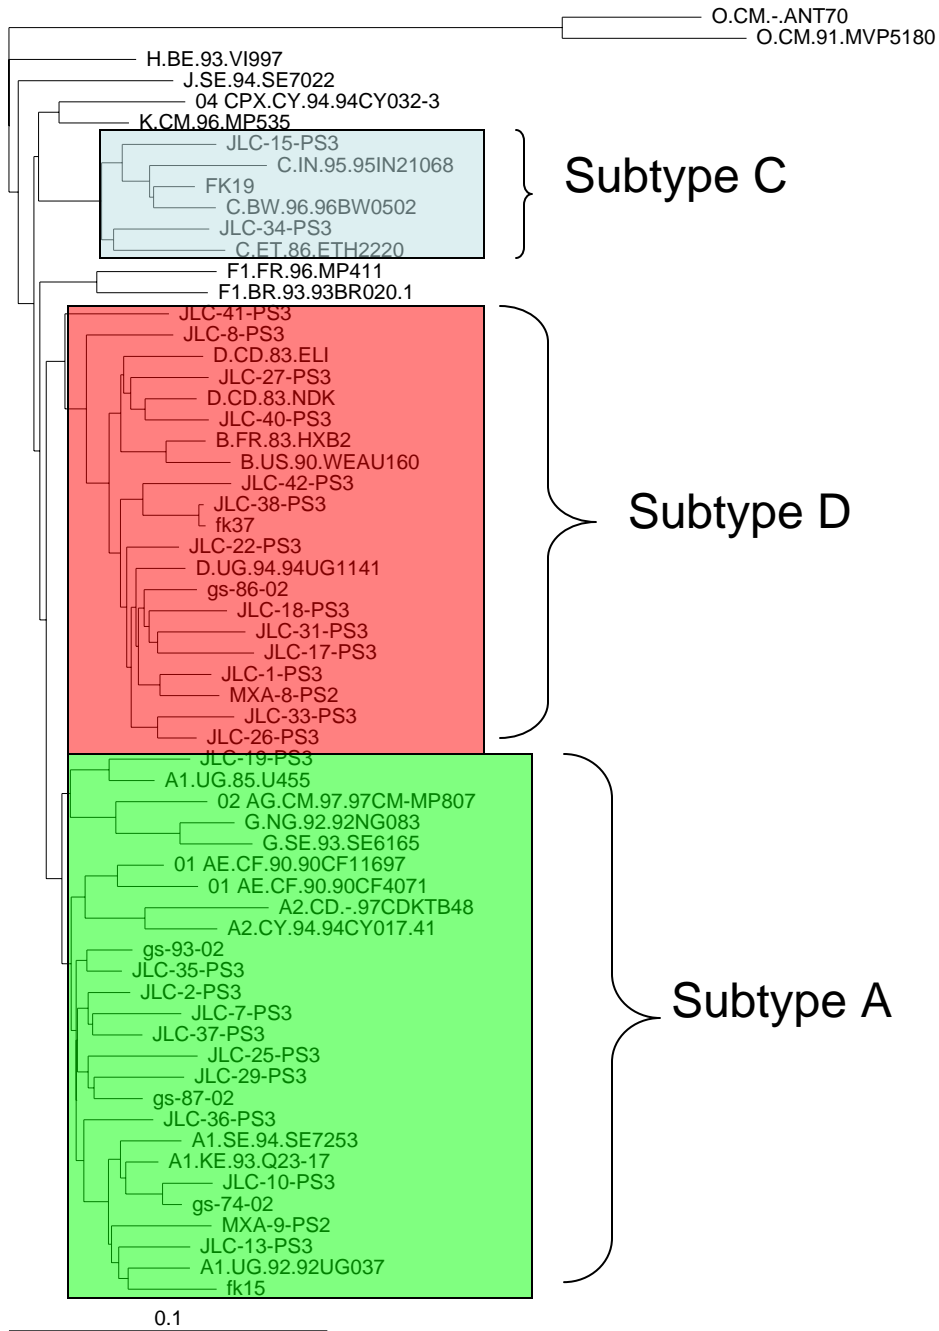 O.CM.-.ANT70
O.CM.91.MVP5180
H.BE.93.VI997
J.SE.94.SE7022
04 CPX.CY.94.94CY032-3
K.CM.96.MP535
JLC-15-PS3
C.IN.95.95IN21068
FK19
C.BW.96.96BW0502
JLC-34-PS3
C.ET.86.ETH2220
Subtype C
F1.FR.96.MP411
F1.BR.93.93BR020.1
JLC-41-PS3
JLC-8-PS3
D.CD.83.ELI
JLC-27-PS3
D.CD.83.NDK
JLC-40-PS3
B.FR.83.HXB2
B.US.90.WEAU160
JLC-42-PS3
JLC-38-PS3
fk37
JLC-22-PS3
D.UG.94.94UG1141
gs-86-02
JLC-18-PS3
JLC-31-PS3
JLC-17-PS3
JLC-1-PS3
MXA-8-PS2
JLC-33-PS3
JLC-26-PS3
Subtype D
JLC-19-PS3
A1.UG.85.U455
02 AG.CM.97.97CM-MP807
G.NG.92.92NG083
G.SE.93.SE6165
01 AE.CF.90.90CF11697
01 AE.CF.90.90CF4071
A2.CD.-.97CDKTB48
A2.CY.94.94CY017.41
gs-93-02
JLC-35-PS3
JLC-2-PS3
JLC-7-PS3
JLC-37-PS3
JLC-25-PS3
JLC-29-PS3
gs-87-02
JLC-36-PS3
A1.SE.94.SE7253
A1.KE.93.Q23-17
JLC-10-PS3
gs-74-02
MXA-9-PS2
JLC-13-PS3
A1.UG.92.92UG037
fk15
Subtype A
0.1